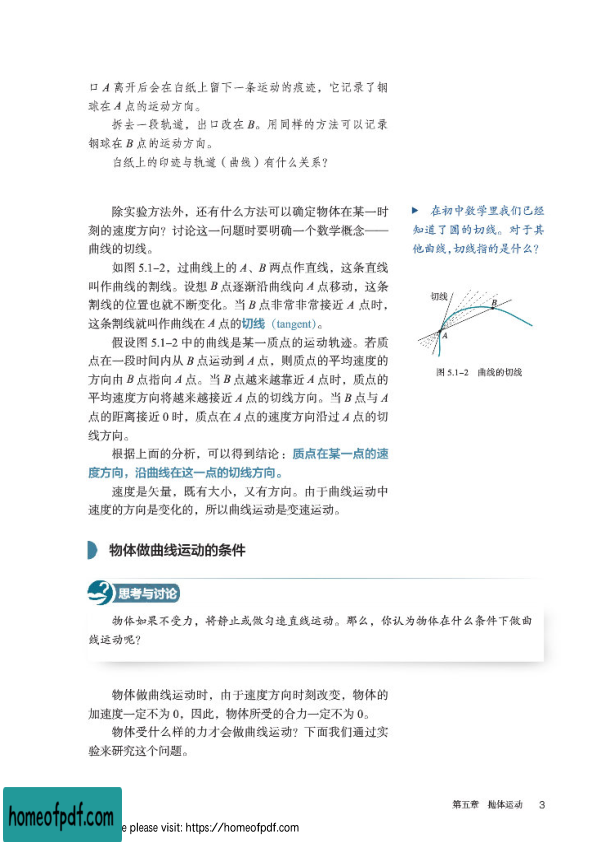 口 A 离开后会在白纸上留下一条运动的痕迹，它记录了钢
球在 A 点的运动方向。
拆去一段轨道，出口改在 B。用同样的方法可以记录
钢球在 B 点的运动方向。
白纸上的印迹与轨道（曲线）有什么关系？
除实验方法外，还有什么方法可以确定物体在某一时
刻的速度方向？讨论这一问题时要明确一个数学概念——
曲线的切线。
▶ 在初中数学里我们已经
知道了圆的切线。对于其
他曲线，切线指的是什么？
如图 5.1-2，过曲线上的 A、B 两点作直线，这条直线
叫作曲线的割线。设想 B 点逐渐沿曲线向 A 点移动，这条
割线的位置也就不断变化。当 B 点非常非常接近 A 点时，
这条割线就叫作曲线在 A 点的切线（tangent）。
切线
B
A
图 5.1-2 曲线的切线
假设图 5.1-2 中的曲线是某一质点的运动轨迹。若质
点在一段时间内从 B 点运动到 A 点，则质点的平均速度的
方向由 B 点指向 A 点。当 B 点越来越靠近 A 点时，质点的
平均速度方向将越来越接近 A 点的切线方向。当 B 点与 A
点的距离接近 0 时，质点在 A 点的速度方向沿过 A 点的切
线方向。
根据上面的分析，可以得到结论：质点在某一点的速
度方向，沿曲线在这一点的切线方向。
速度是矢量，既有大小，又有方向。由于曲线运动中
速度的方向是变化的，所以曲线运动是变速运动。
物体做曲线运动的条件
思考与讨论
物体如果不受力，将静止或做匀速直线运动。那么，你认为物体在什么条件下做曲
线运动呢？
物体做曲线运动时，由于速度方向时刻改变，物体的
加速度一定不为 0，因此，物体所受的合力一定不为 0。
物体受什么样的力才会做曲线运动？下面我们通过实
验来研究这个问题。
第五章 抛体运动 3
homeofpdf.com
e please visit: https://homeofpdf.com